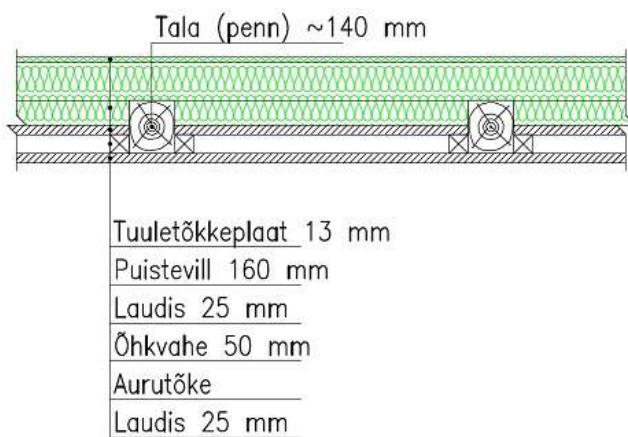 Tala (penn) ~140 mm
Tuuletõkkeplaat 13 mm
Puistevill 160 mm
Laudis 25 mm
Õhkvahe 50 mm
Aurutõke
Laudis 25 mm